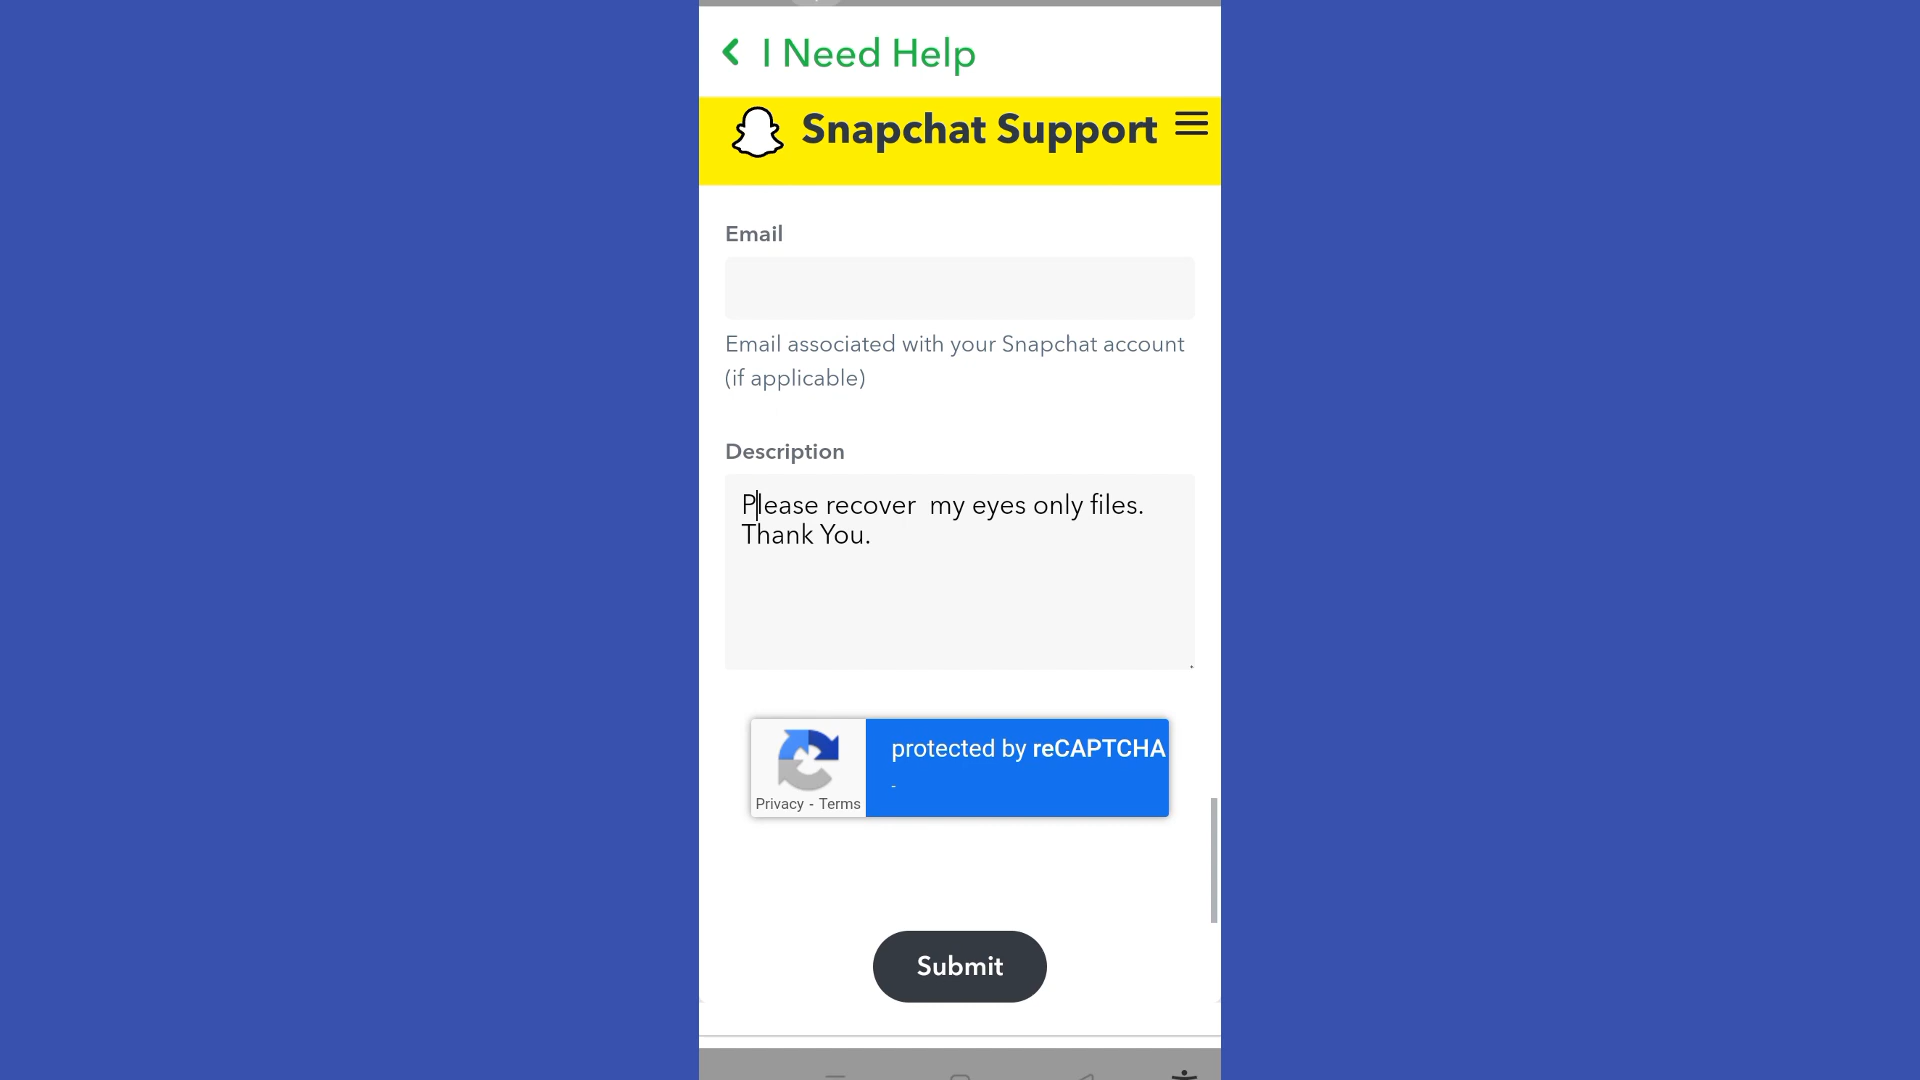 I Need Help
Snapchat Support
Email
Email associated with your Snapchat account
(if applicable)
Description
Please recover  my eyes only files.
Thank You.
protected by reCAPTCHA
-
Privacy - Terms
Submit